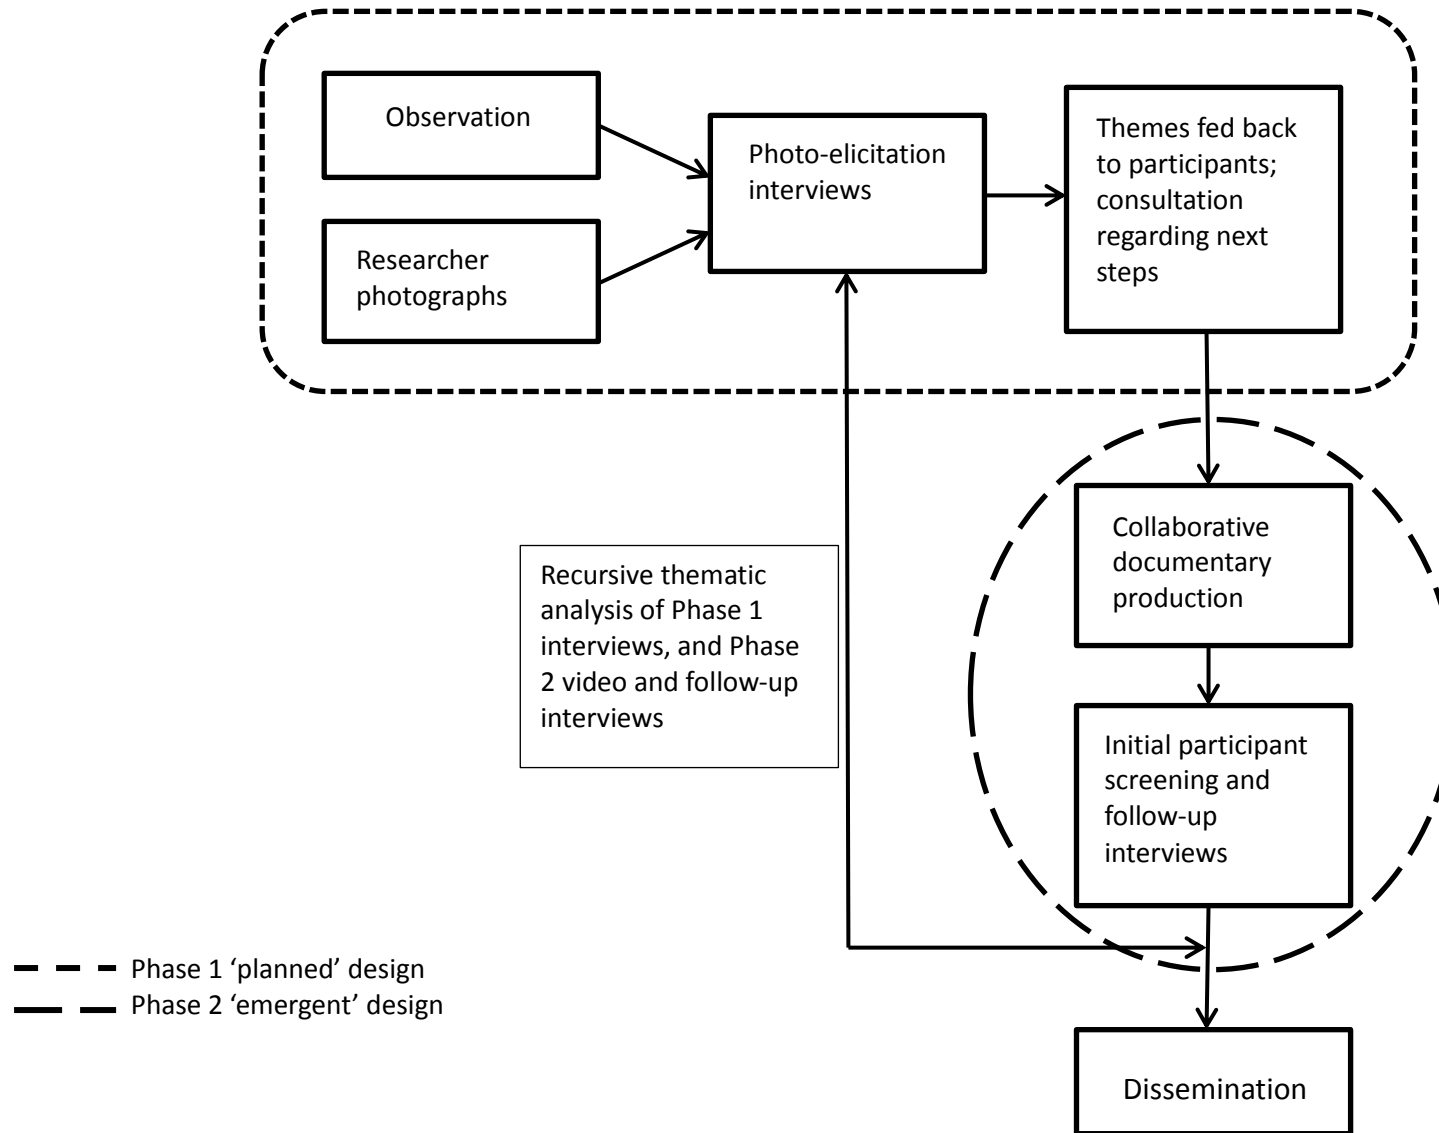 Observation
Researcher
photographs
Photo-elicitation
interviews
Themes fed back
to participants;
consultation
regarding next
steps
Collaborative
documentary
production
Recursive thematic
analysis of Phase 1
interviews, and Phase
2 video and follow-up
interviews
Initial participant
screening and
follow-up
interviews
Phase 1 ‘planned’ design
Phase 2 ‘emergent’ design
Dissemination